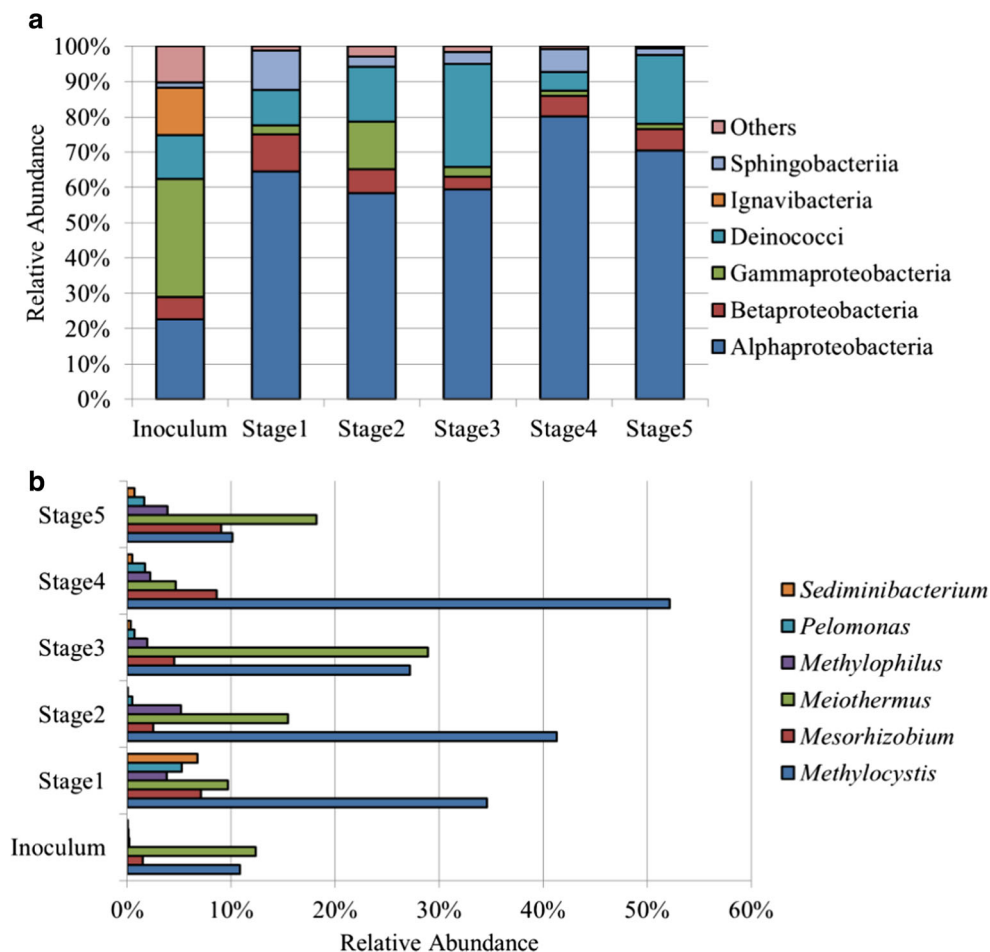 a
100%
90%
80%
70%
60%
50%
40%
30%
20%
10%
0%
Relative Abundance
Inoculum Stage1 Stage2 Stage3 Stage4 Stage5
Others
Sphingobacteriia
Ignavibacteria
Deinococci
Gammaproteobacteria
Betaproteobacteria
Alphaproteobacteria
b
Stage5
Stage4
Stage3
Stage2
Stage1
Inoculum
0% 10% 20% 30% 40% 50% 60%
Relative Abundance
Sediminibacterium
Pelomonas
Methylophilus
Meiothermus
Mesorhizobium
Methylocystis